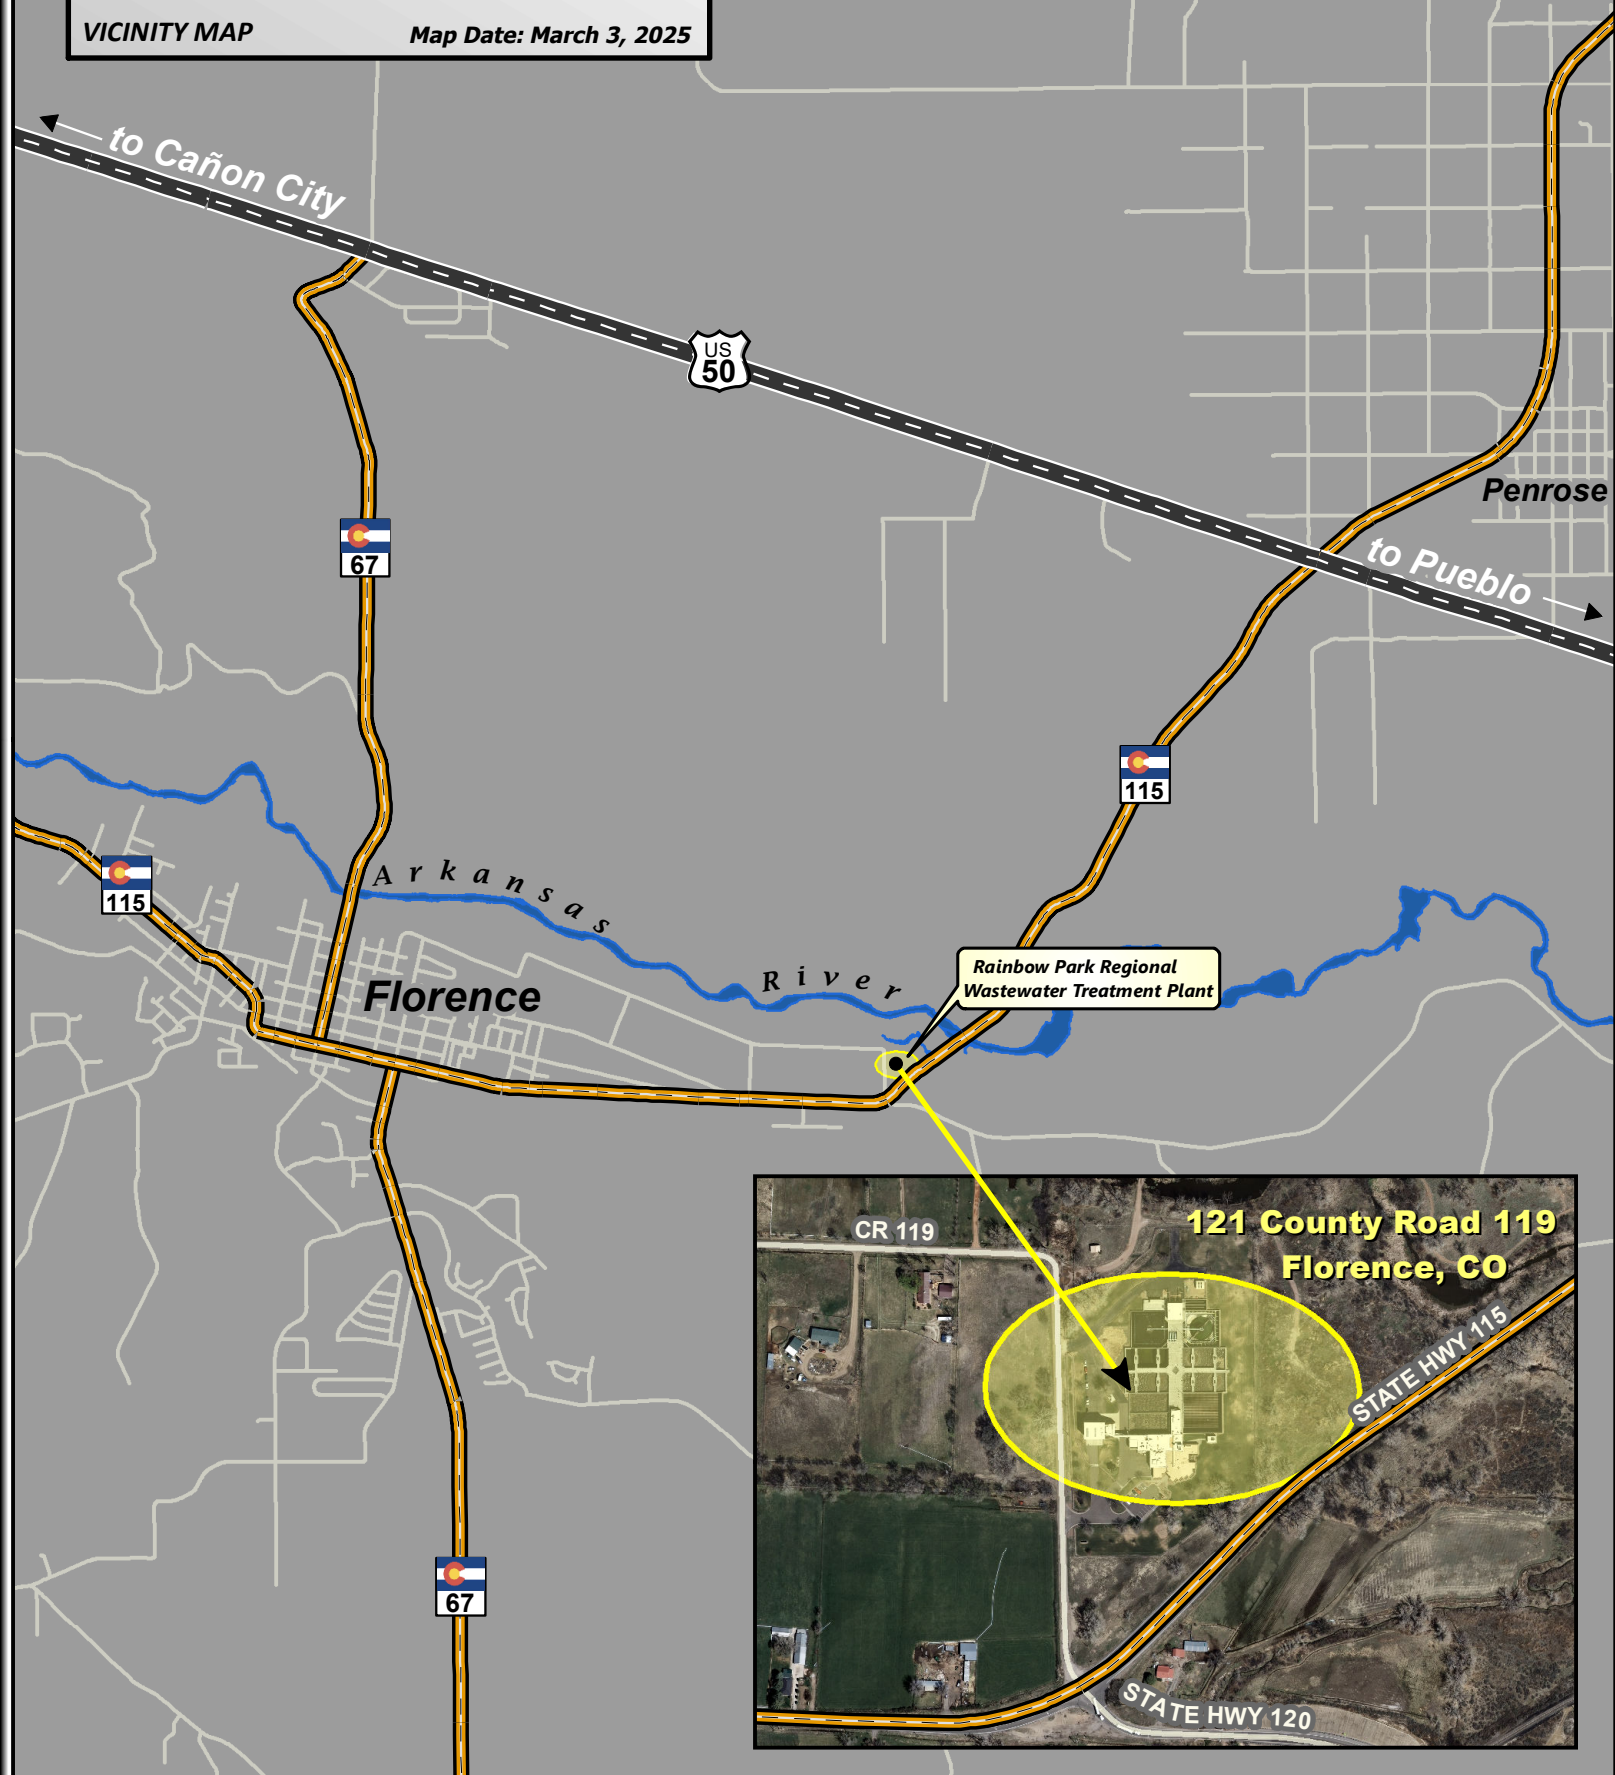 VICINITY MAP
Map Date: March 3, 2025
to Cañon City
US
50
67
Penrose
to Pueblo
115
115
Arkansas
River
Rainbow Park Regional
Wastewater Treatment Plant
Florence
CR 119
121 County Road 119
Florence, CO
STATE HWY 115
67
STATE HWY 120